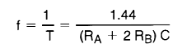 f = 1/T = 1.44/(RA + 2 RB) C